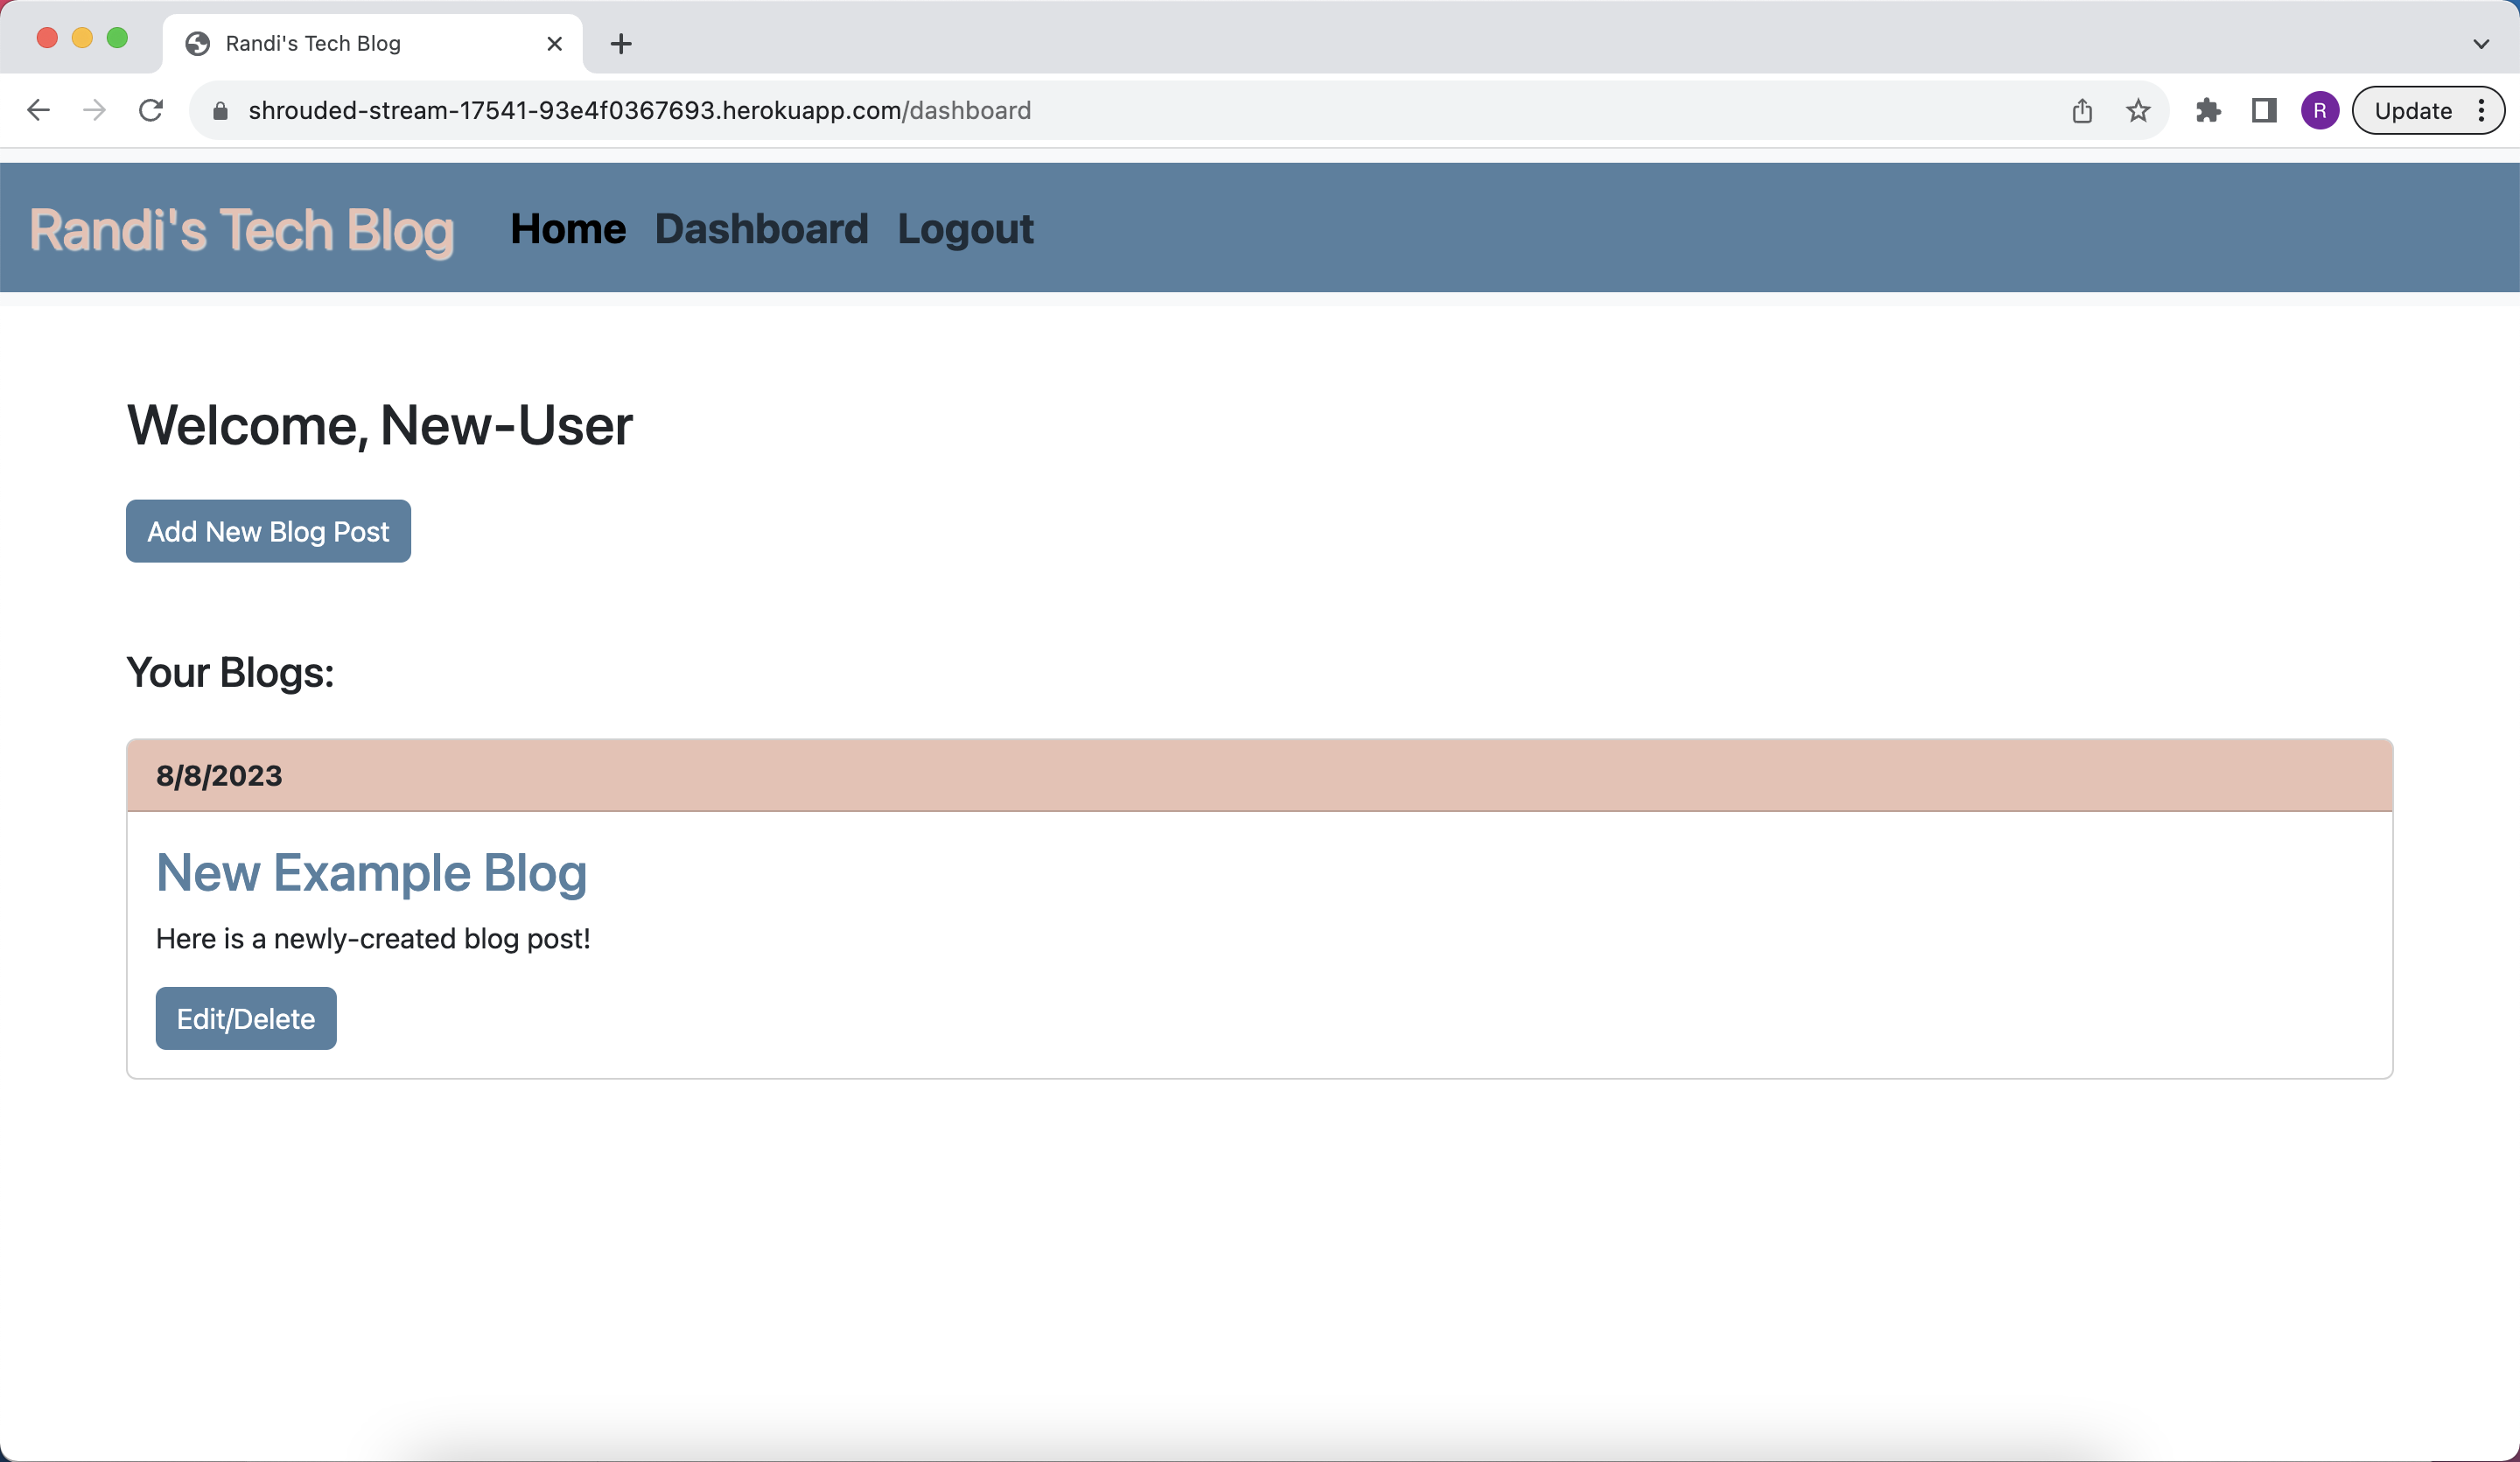 Randi's Tech Blog
shrouded-stream-17541-93e4f0367693.herokuapp.com/dashboard
R
Update
Randi's Tech Blog Home Dashboard Logout
Welcome, New-User
Add New Blog Post
Your Blogs:
8/8/2023
New Example Blog
Here is a newly-created blog post!
Edit/Delete